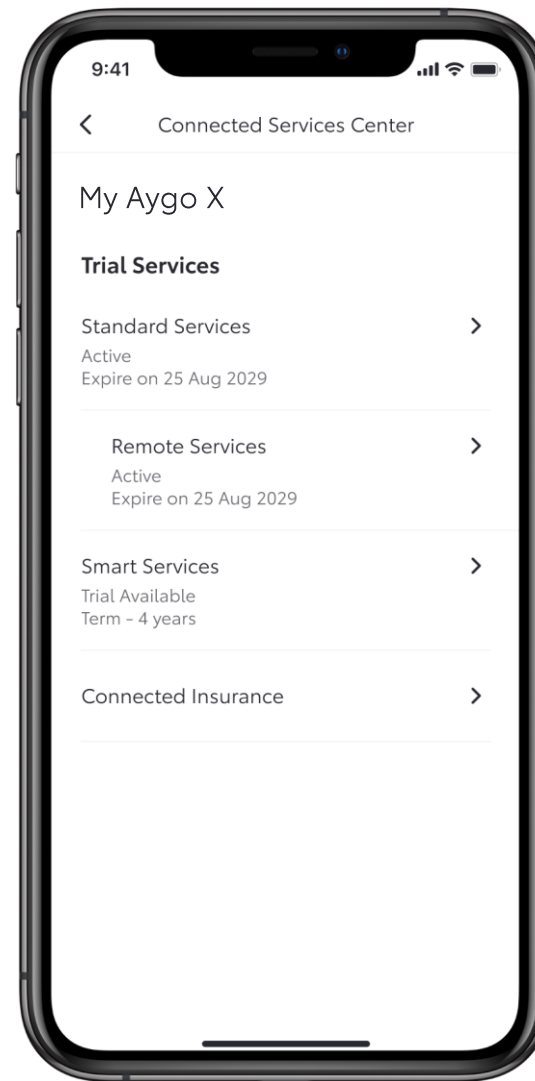 9:41
Connected Services Center
My Aygo X
Trial Services
Standard Services
Active
Expire on 25 Aug 2029
Remote Services
Active
Expire on 25 Aug 2029
Smart Services
Trial Available
Term - 4 years
Connected Insurance